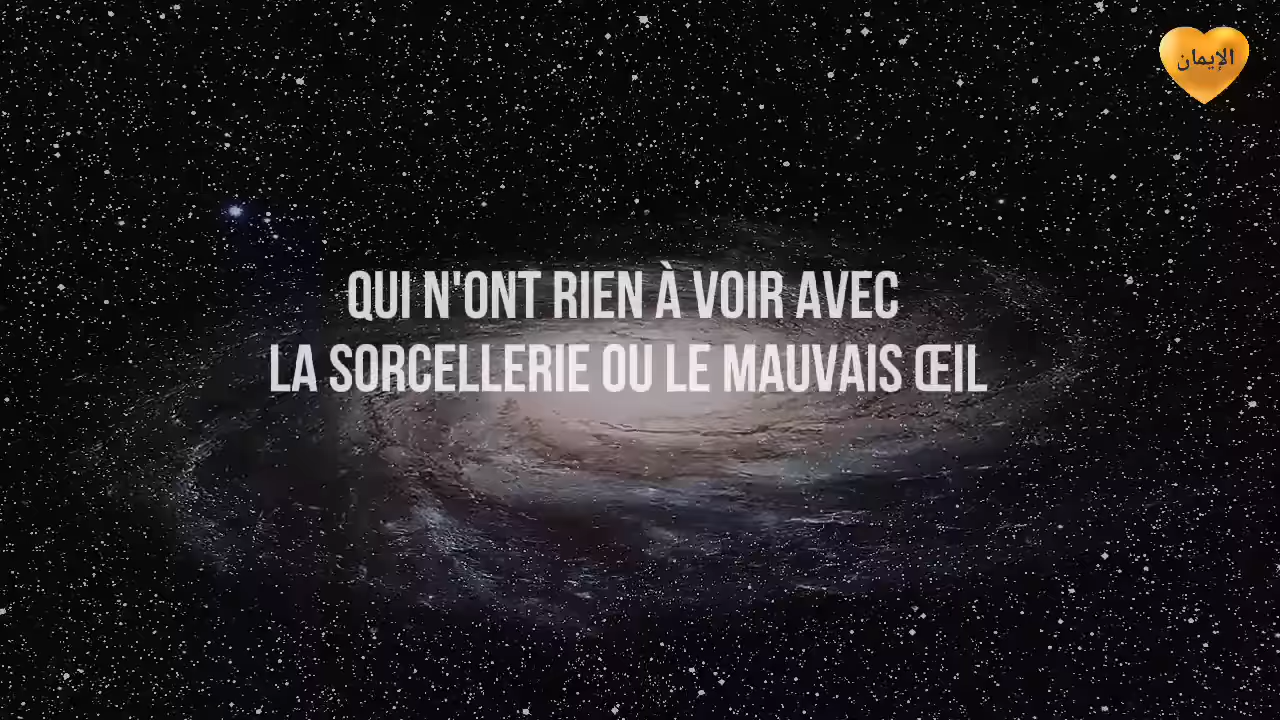 الإيمان
QUI N'ONT RIEN À VOIR AVEC
LA SORCELLERIE OU LE MAUVAIS ŒIL